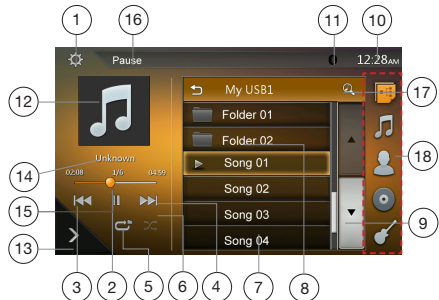 1 16 11 10
Pause 12:28AM
12 My USB1 17
Folder 01
Folder 02
14 Unknown Song 01 18
02:08 1/6 04:59
Song 02
15 Song 03 9
13 Song 04
3 2 5 6 4 7 8